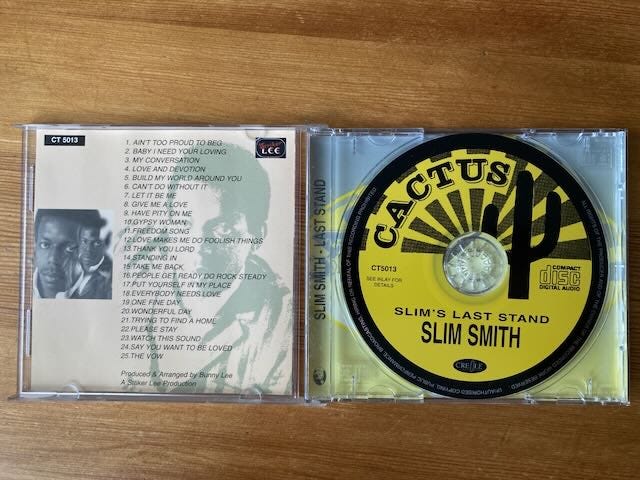 CT 5013
LEE
1. AIN'T TOO PROUD TO BEG
2. BABY I NEED YOUR LOVING
3. MY CONVERSATION
4. LOVE AND DEVOTION
5. BUILD MY WORLD AROUND YOU
6. CAN'T DO WITHOUT IT
7. LET IT BE ME
8. GIVE ME A LOVE
9. HAVE PITY ON ME
10. GYPSY WOMAN
11. FREEDOM SONG
12. LOVE MAKES ME DO FOOLISH THINGS
13. THANK YOU LORD
14. STANDING IN
15. TAKE ME BACK
16. PEOPLE GET READY DO ROCK STEADY
17. PUT YOURSELF IN MY PLACE
18. EVERYBODY NEEDS LOVE
19. ONE FINE DAY
20. WONDERFUL DAY
21. TRYING TO FIND A HOME
22. PLEASE STAY
23. WATCH THIS SOUND
24. SAY YOU WANT TO BE LOVED
25. THE VOW
Produced & Arranged by Bunny Lee
A Striker Lee Production
SLIM SMITH - LAST STAND
CACTUS
CT5013
SEE INLAY FOR
DETAILS
COMPACT
disc
DIGITAL AUDIO
SLIM'S LAST STAND
SLIM SMITH
CREOLE